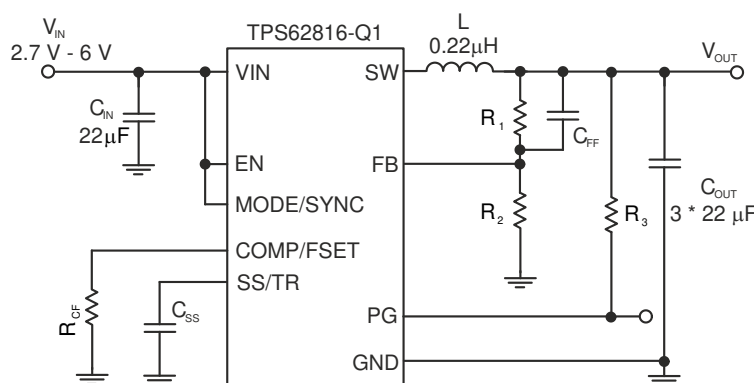 TPS62816-Q1
V_IN
2.7 V - 6 V
L
0.22μH
V_OUT
VIN
SW
C_IN
22μF
R_1
C_FF
EN
FB
MODE/SYNC
R_2
R_3
C_OUT
3 * 22 μF
COMP/FSET
SS/TR
R_CF
C_SS
PG
GND